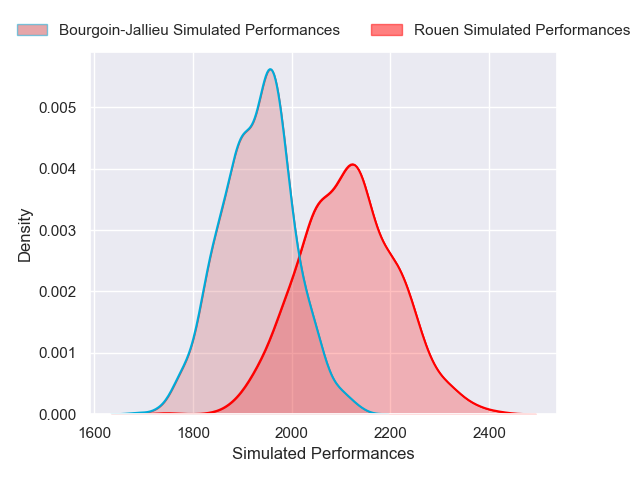 Bourgoin-Jallieu Simulated Performances
Rouen Simulated Performances
Density
0.005
0.004
0.003
0.002
0.001
0.000
1600 1800 2000 2200 2400
Simulated Performances